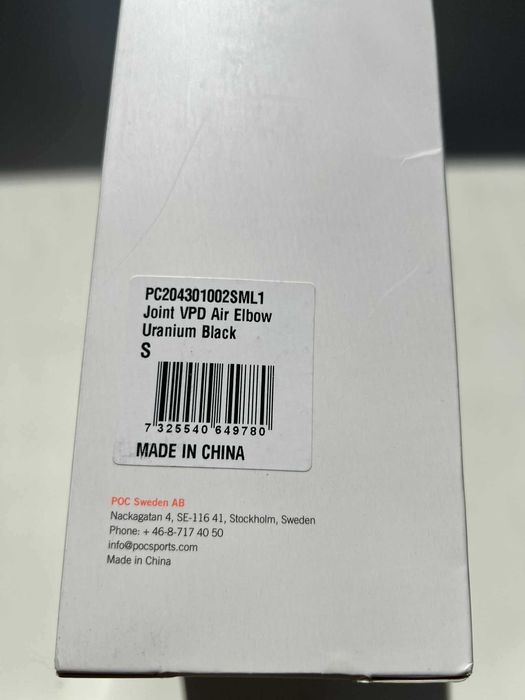 PC204301002SML1
Joint VPD Air Elbow
Uranium Black
S
7 325540 649780
MADE IN CHINA
POC Sweden AB
Nackagatan 4, SE-116 41, Stockholm, Sweden
Phone: + 46-8-717 40 50
info@pocsports.com
Made in China